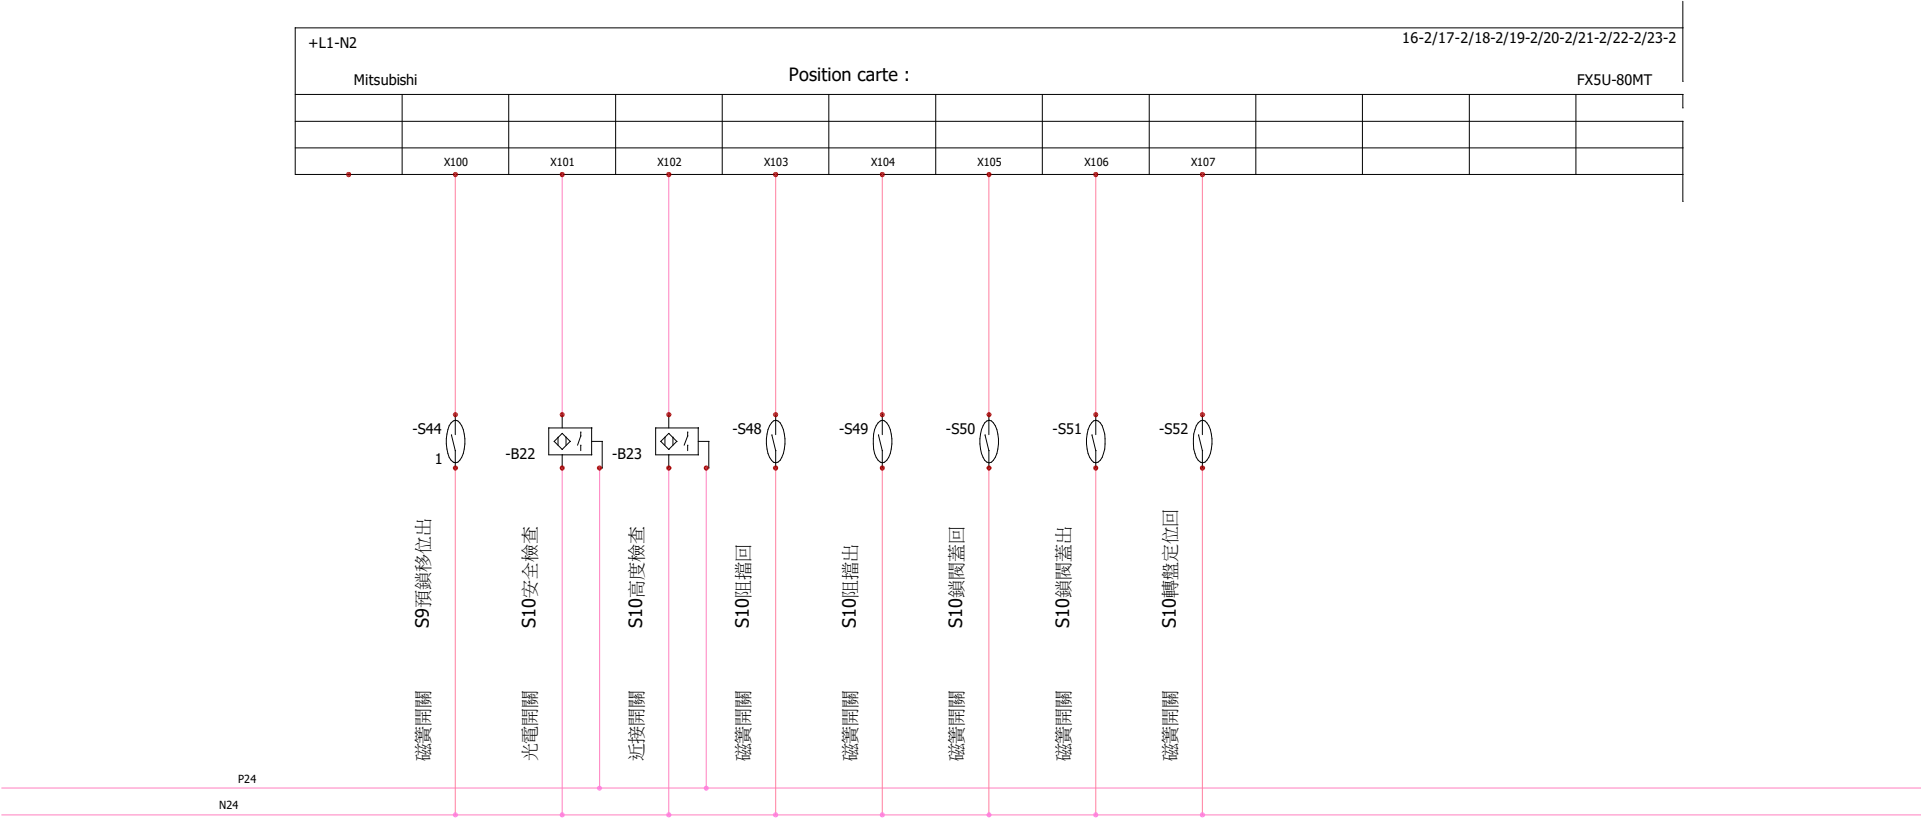 +L1-N2
16-2/17-2/18-2/19-2/20-2/21-2/22-2/23-2
Mitsubishi
Position carte :
FX5U-80MT
X100
X101
X102
X103
X104
X105
X106
X107
-S44
1
-B22
-B23
-S48
-S49
-S50
-S51
-S52
S9預鎖移位出
S10安全檢查
S10高度檢查
S10阻擋回
S10阻擋出
S10鎖閥蓋回
S10鎖閥蓋出
S10轉盤定位回
磁簧開關
光電開關
近接開關
磁簧開關
磁簧開關
磁簧開關
磁簧開關
磁簧開關
P24
N24